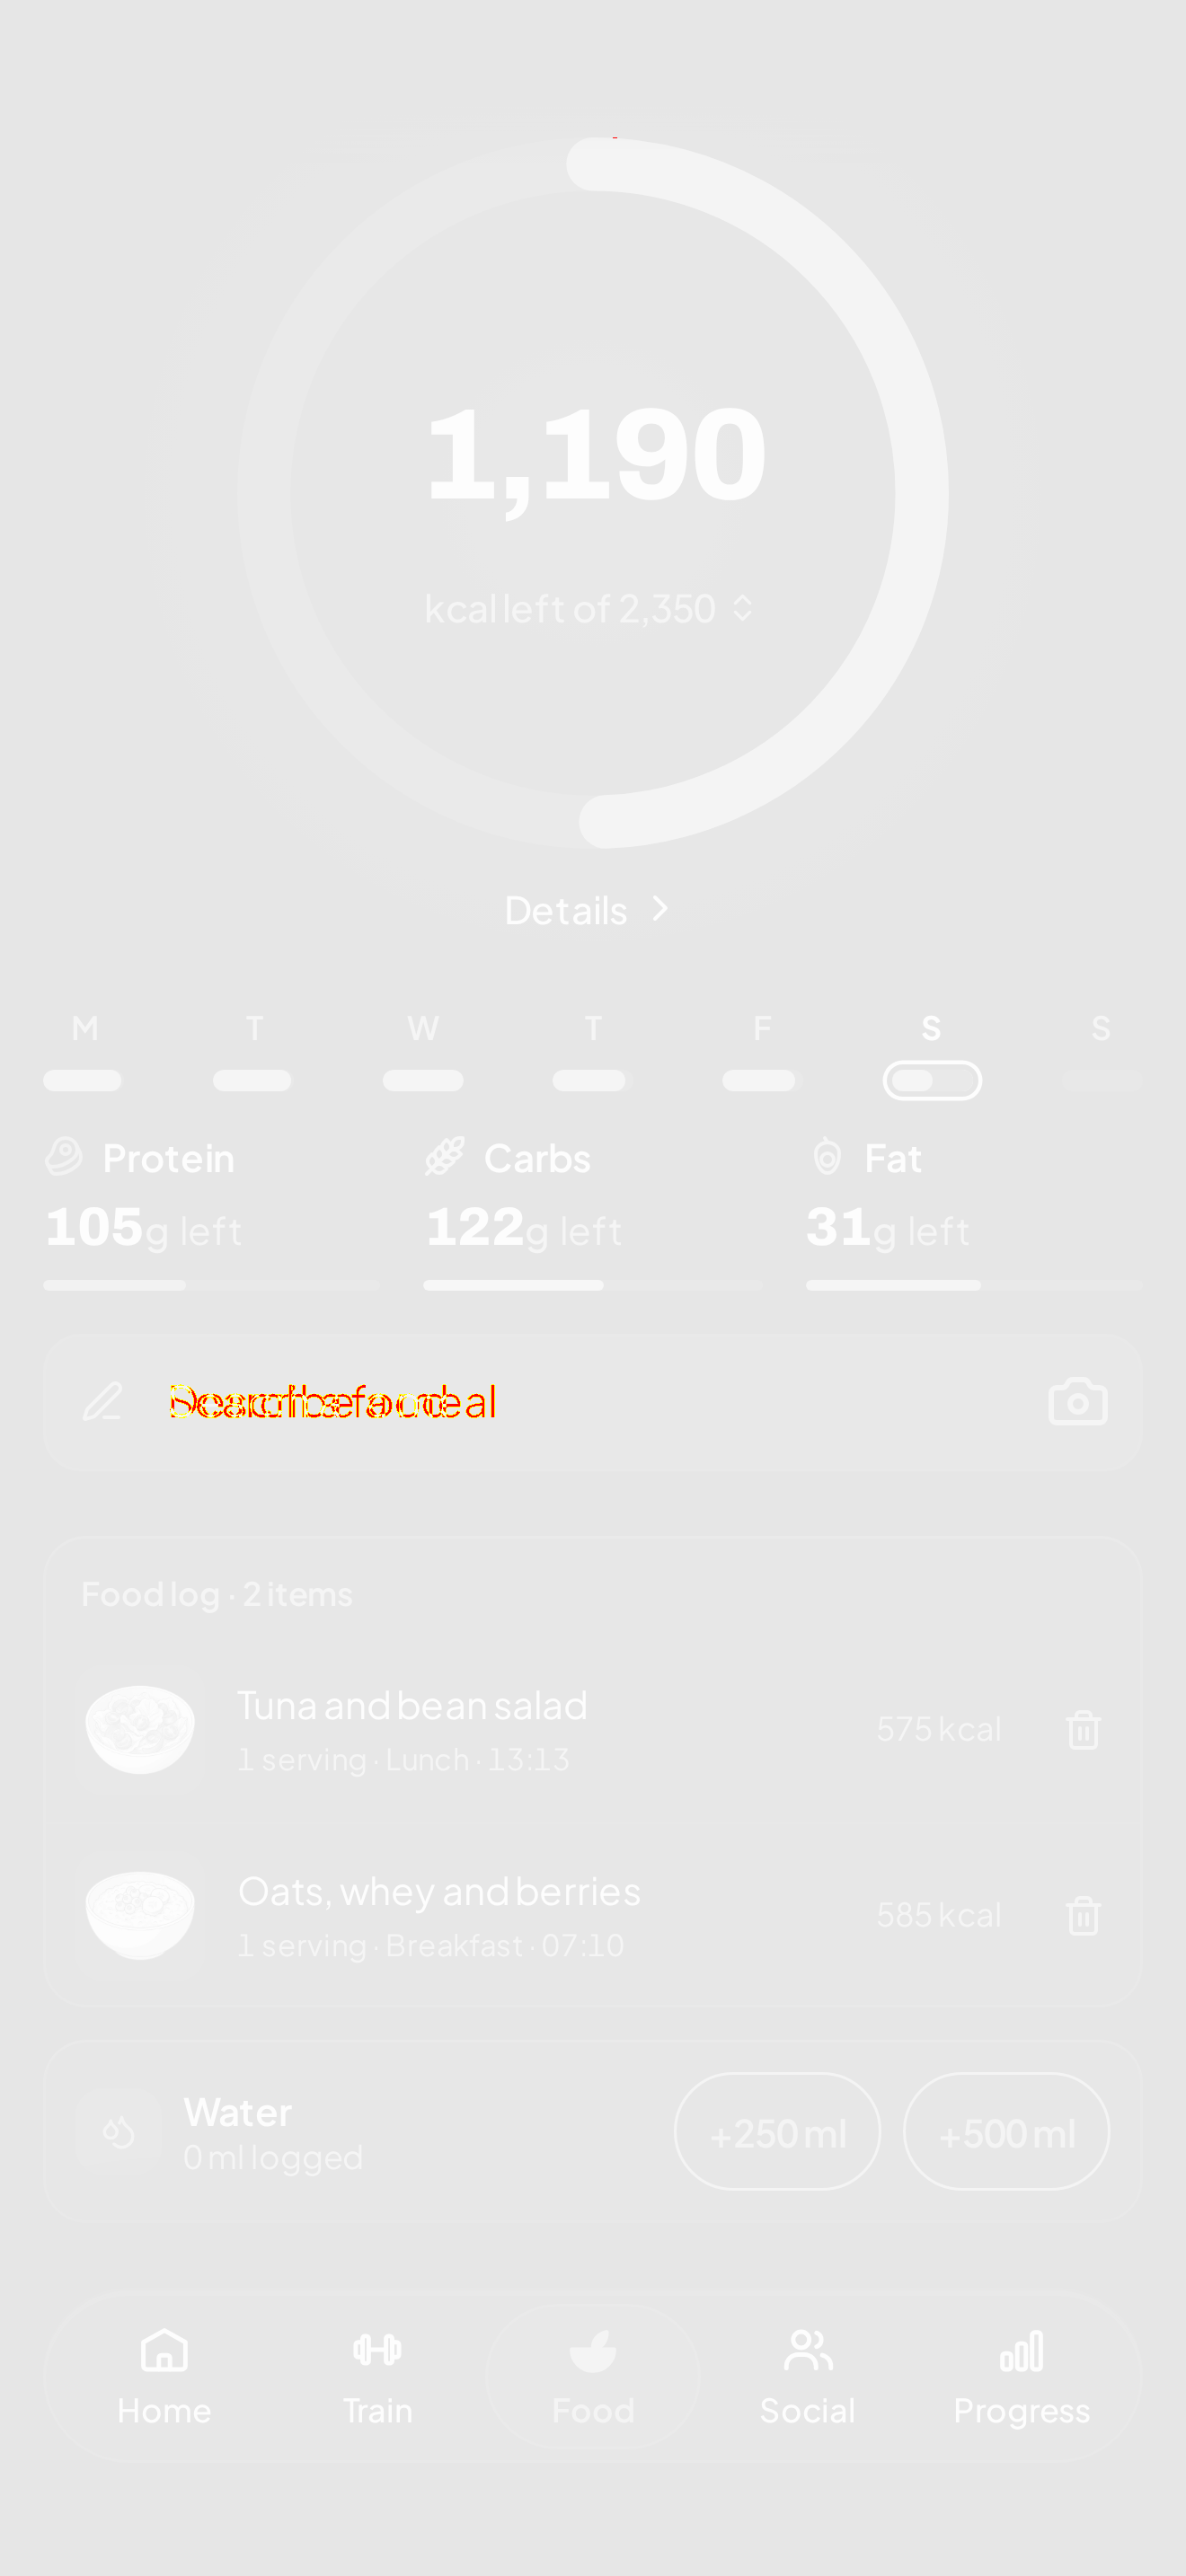 1,190
kcal left of 2,350
Details
M T W T F S S
Protein Carbs Fat
105g left 122g left 31g left
Food log · 2 items
Tuna and bean salad
575 kcal
1 serving · Lunch · 13:13
Oats, whey and berries
585 kcal
1 serving · Breakfast · 07:10
Water
+250 ml +500 ml
0 ml logged
Home Train Food Social Progress